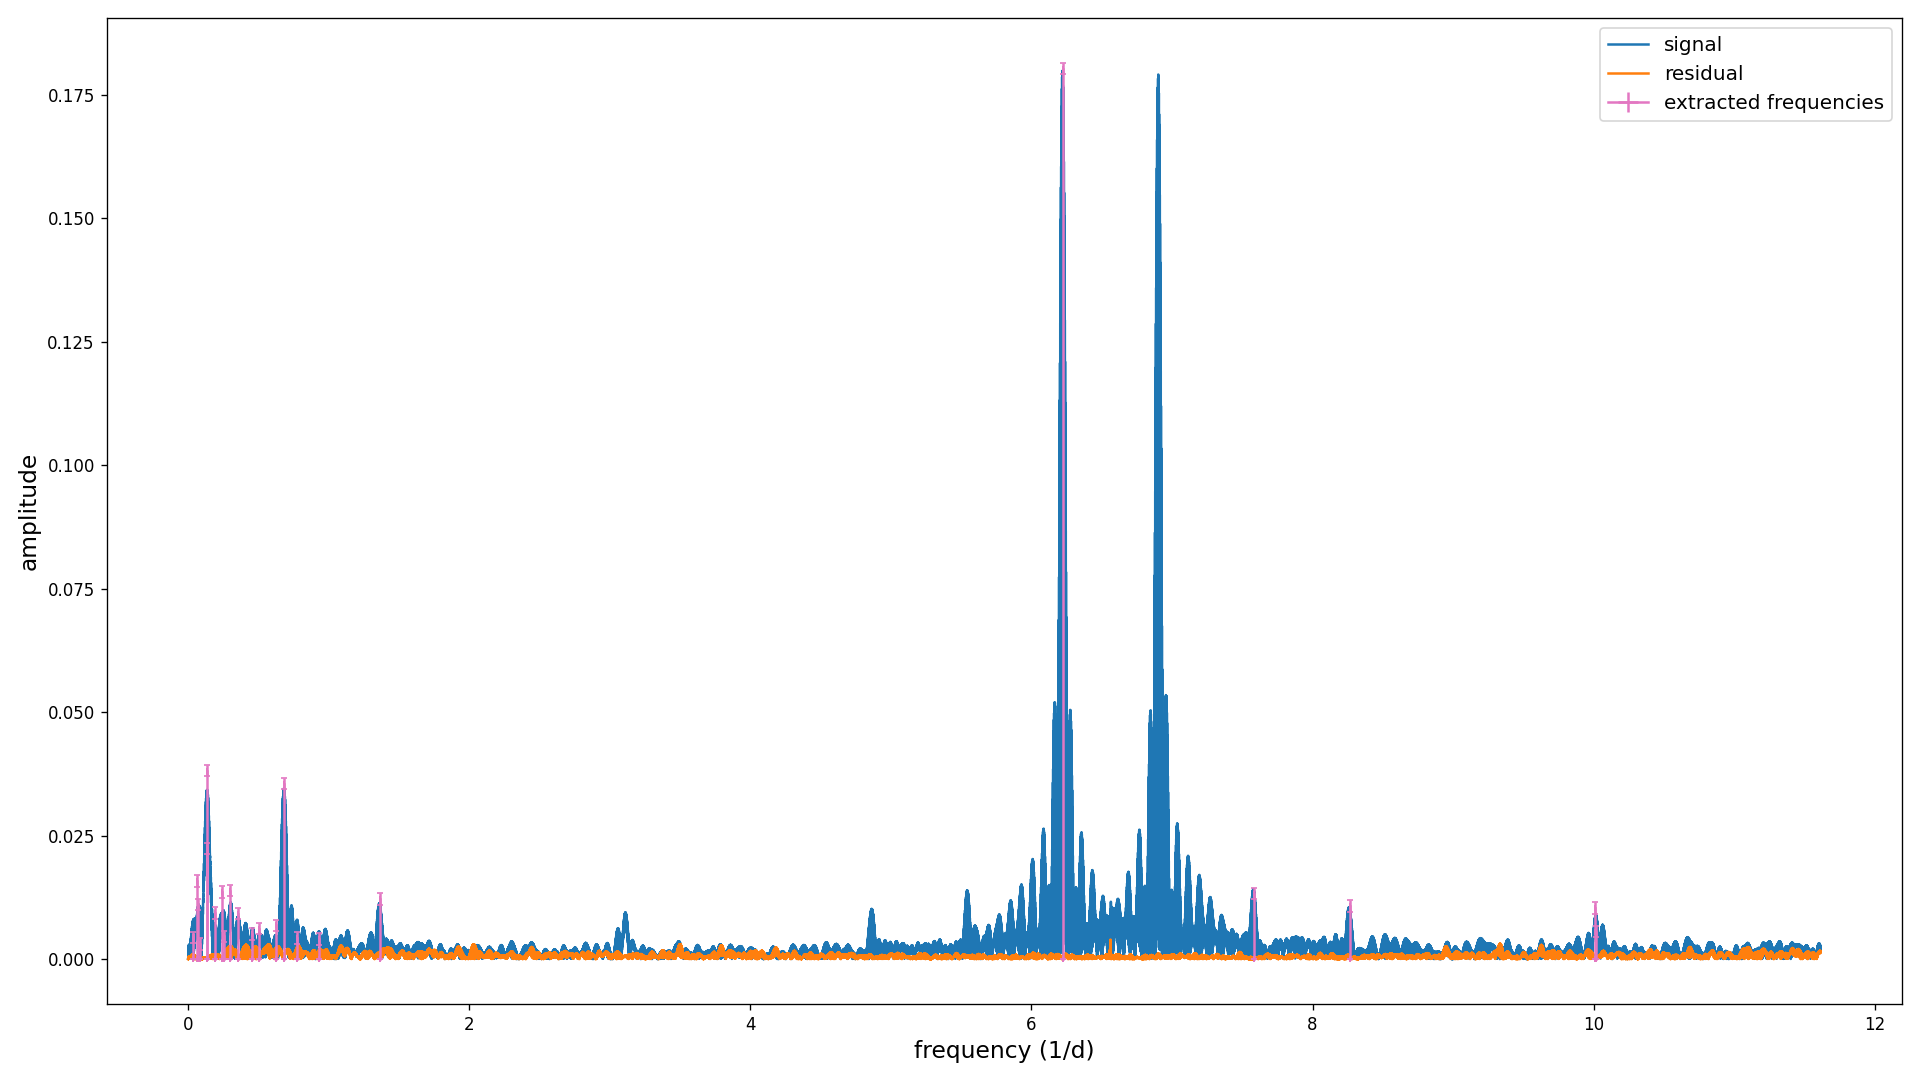 signal
residual
extracted frequencies
amplitude
0.175
0.150
0.125
0.100
0.075
0.050
0.025
0.000
0 2 4 6 8 10 12
frequency (1/d)